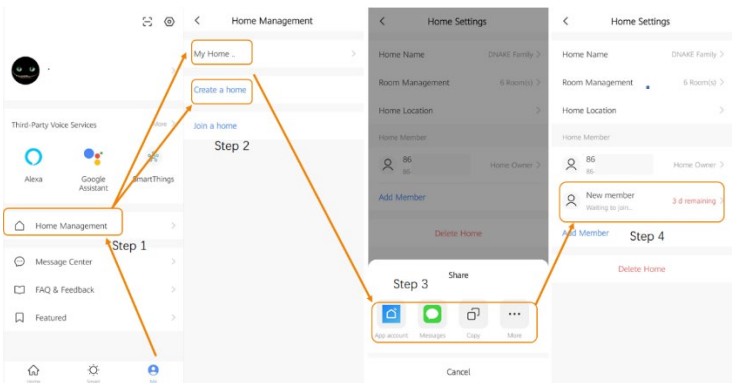 Third-Party Voice Services
More
Alexa
Google
Assistant
SmartThings
Home Management
Step 1
Message Center
FAQ & Feedback
Featured
Home
Smart
Me
Home Management
My Home ..
Create a home
Join a home
Step 2
Home Settings
Home Name
DNAKE Family
Room Management
6 Room(s)
Home Location
Home Member
86
86-
Home Owner
Add Member
Delete Home
Share
Step 3
App account
Messages
Copy
More
Cancel
Home Settings
Home Name
DNAKE Family
Room Management
6 Room(s)
Home Location
Home Member
86
86-
Home Owner
New member
Waiting to join..
3 d remaining
Add Member
Step 4
Delete Home